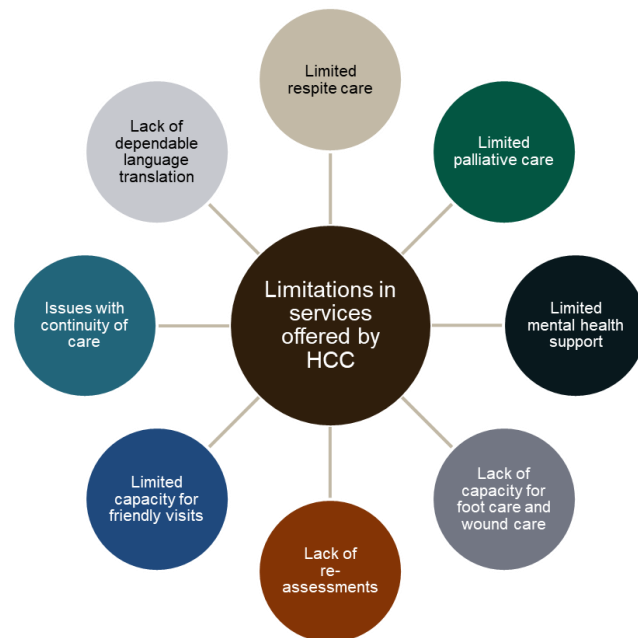 Limited
respite care
Limited
palliative care
Limited
mental health
support
Lack of
capacity for
foot care and
wound care
Lack of
re-
assessments
Limited
capacity for
friendly visits
Issues with
continuity of
care
Lack of
dependable
language
translation
Limitations in
services
offered by
HCC